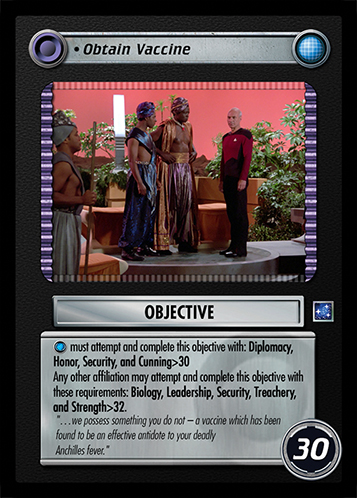 • Obtain Vaccine
OBJECTIVE
must attempt and complete this objective with: Diplomacy,
Honor, Security, and Cunning>30
Any other affiliation may attempt and complete this objective with
these requirements: Biology, Leadership, Security, Treachery,
and Strength>32.
"...we possess something you do not – a vaccine which has been
found to be an effective antidote to your deadly
Anchilles fever."
30